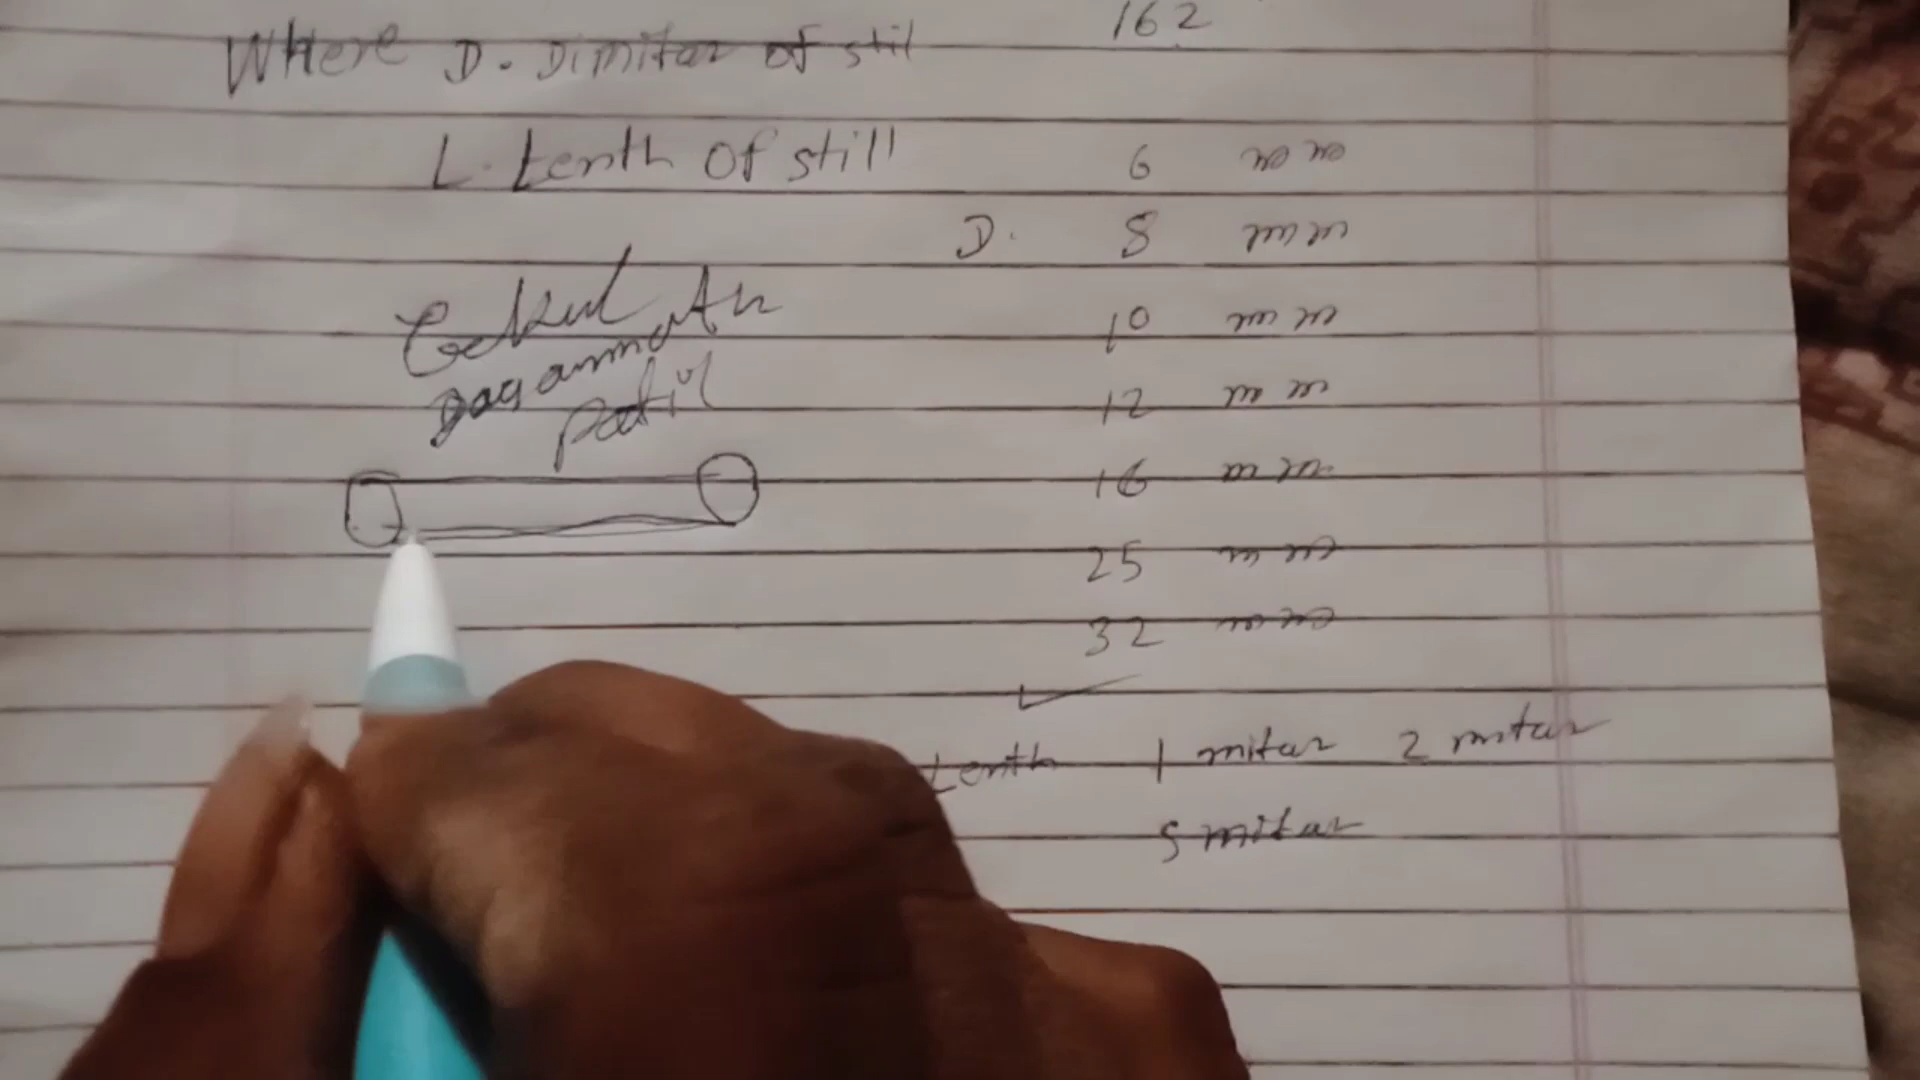 162
Where D. Dimitar of stil
L. Lenth of still
6 mm
D. 8 mm
Gokul
10 mm
Jagannath
12 mm
patil
16 mm
25 mm
32 mm
Lenth 1 mitar 2 mitar
5 mitar